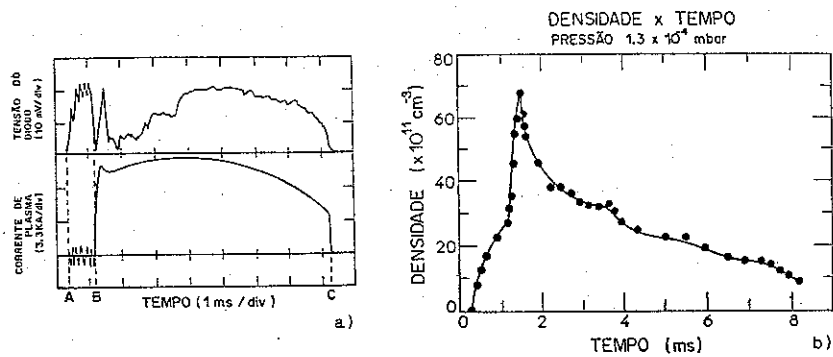 TENSÃO DO
DIODO
(10 mV/div)
CORRENTE DE
PLASMA
(3,3KA/div)
A
B
C
TEMPO (1 ms / div)
a)
DENSIDADE x TEMPO
PRESSÃO 1,3 x 10⁻⁴ mbar
DENSIDADE (x 10¹¹ cm⁻³)
80
60
40
20
0
0
2
4
6
8
TEMPO (ms)
b)